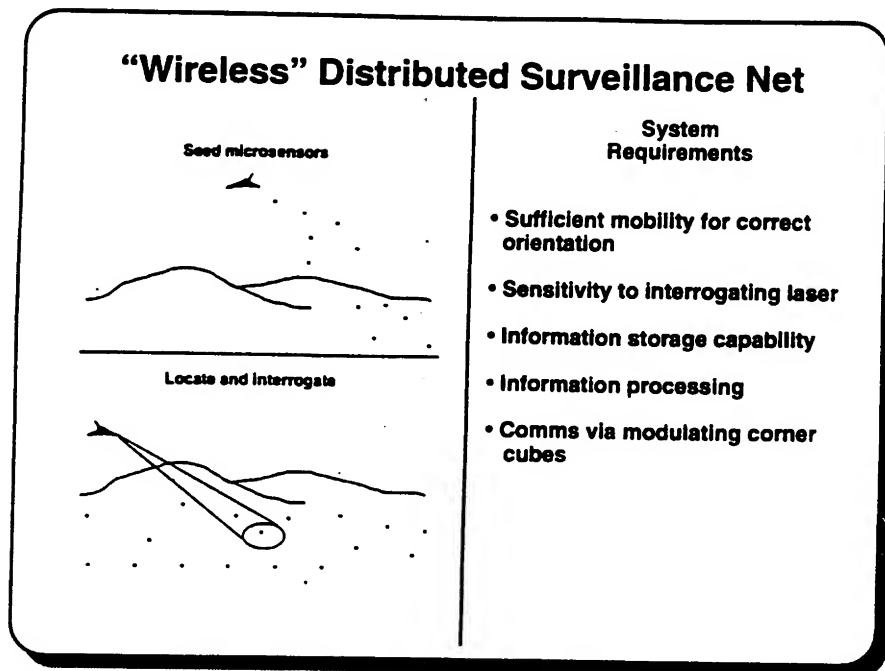 “Wireless” Distributed Surveillance Net
Seed microsensors
Locate and interrogate
System
Requirements
• Sufficient mobility for correct
orientation
• Sensitivity to interrogating laser
• Information storage capability
• Information processing
• Comms via modulating corner
cubes